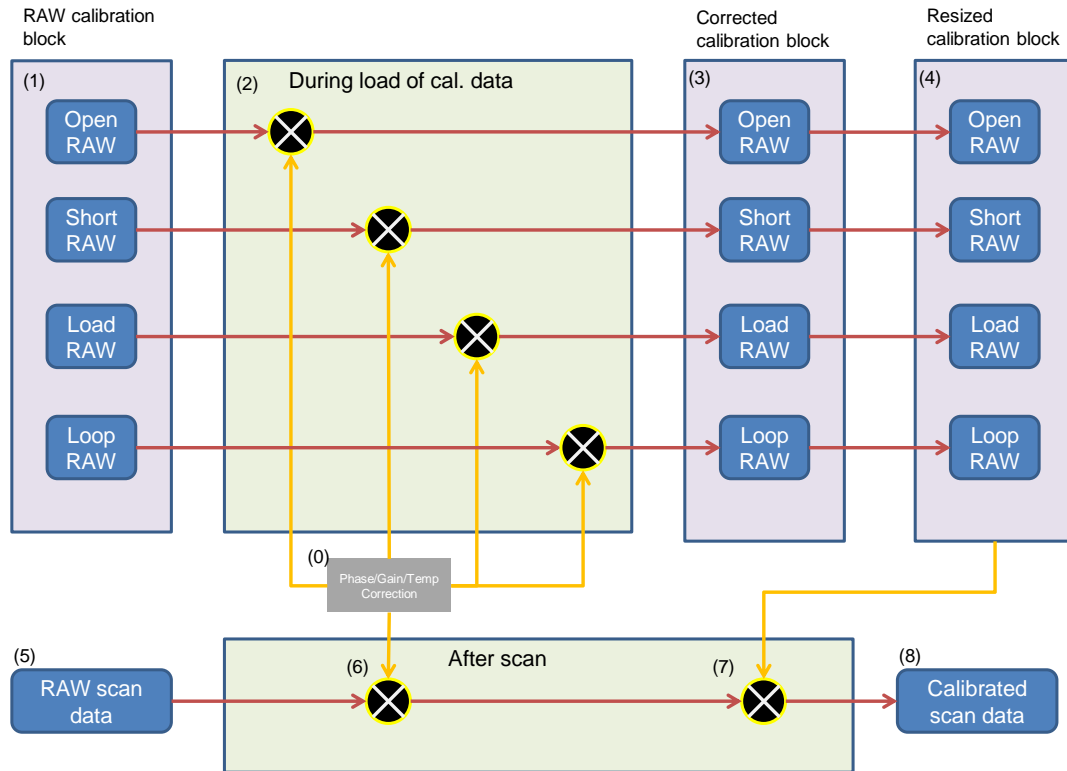 RAW calibration
block
Corrected
calibration block
Resized
calibration block
(1)
(2)
During load of cal. data
(3)
(4)
Open
RAW
Open
RAW
Open
RAW
Short
RAW
Short
RAW
Short
RAW
Load
RAW
Load
RAW
Load
RAW
Loop
RAW
Loop
RAW
Loop
RAW
(0)
Phase/Gain/Temp
Correction
(5)
RAW scan
data
After scan
(6)
(7)
(8)
Calibrated
scan data